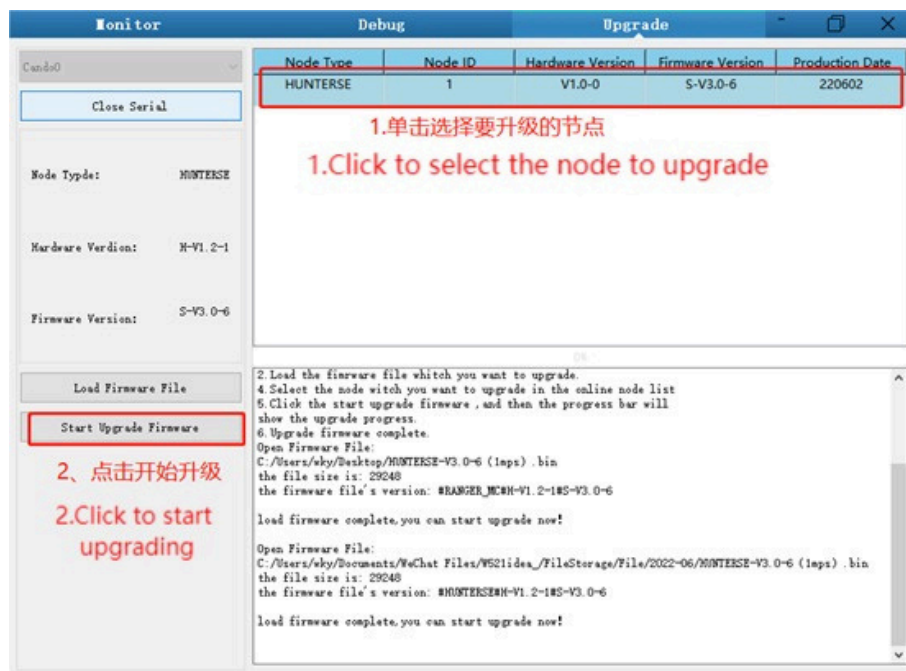 Monitor
Debug
Upgrade
Cando0
Close Serial
Node Typde: HUNTERSE
Hardware Verdion: H-V1.2-1
Firmware Version: S-V3.0-6
Load Firmware File
Start Upgrade Firmware
2、点击开始升级
2.Click to start
upgrading
Node Type Node ID Hardware Version Firmware Version Production Date
HUNTERSE 1 V1.0-0 S-V3.0-6 220602
1.单击选择要升级的节点
1.Click to select the node to upgrade
2.Load the firmware file whitch you want to upgrade.
4.Select the node witch you want to upgrade in the online node list
5.Click the start upgrade firmware ,and then the progress bar will
show the upgrade progress.
6.Upgrade firmware complete.
Open Firmware File:
C:/Users/wky/Desktop/HUNTERSE-V3.0-6 (1mps) .bin
the file size is: 29248
the firmware file's version: #RANGER_MC#H-V1.2-1#S-V3.0-6
load firmware complete,you can start upgrade now!
Open Firmware File:
C:/Users/wky/Documents/WeChat Files/W521idea_/FileStorage/File/2022-06/HUNTERSE-V3.0-6 (1mps) .bin
the file size is: 29248
the firmware file's version: #HUNTERSE#H-V1.2-1#S-V3.0-6
load firmware complete,you can start upgrade now!